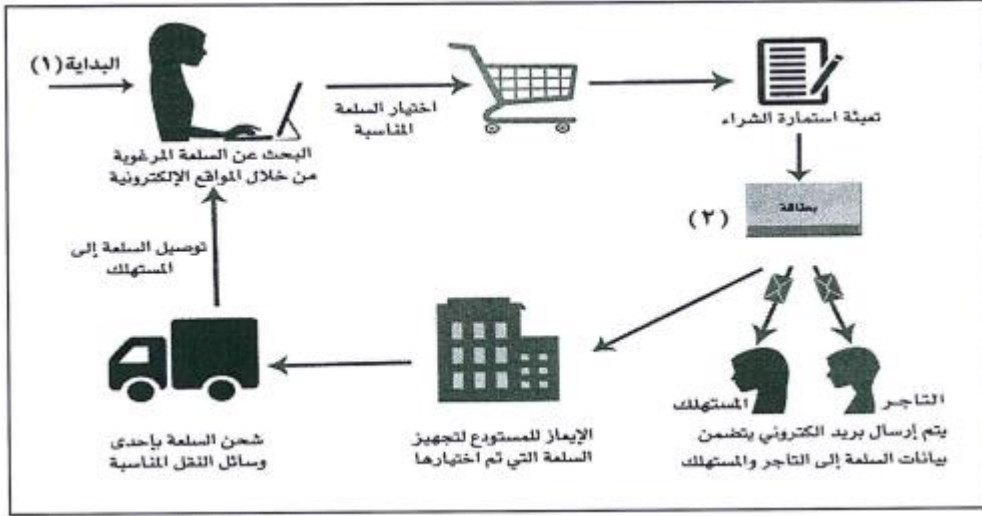 البداية (١)
البحث عن السلعة المرغوبة
من خلال المواقع الإلكترونية
اختيار السلعة
المناسبة
تعبئة استمارة الشراء
بطاقة
(٢)
التاجر
المستهلك
يتم إرسال بريد الكتروني يتضمن
بيانات السلعة إلى التاجر والمستهلك
الإيعاز للمستودع لتجهيز
السلعة التي تم اختيارها
شحن السلعة بإحدى
وسائل النقل المناسبة
توصيل السلعة إلى
المستهلك